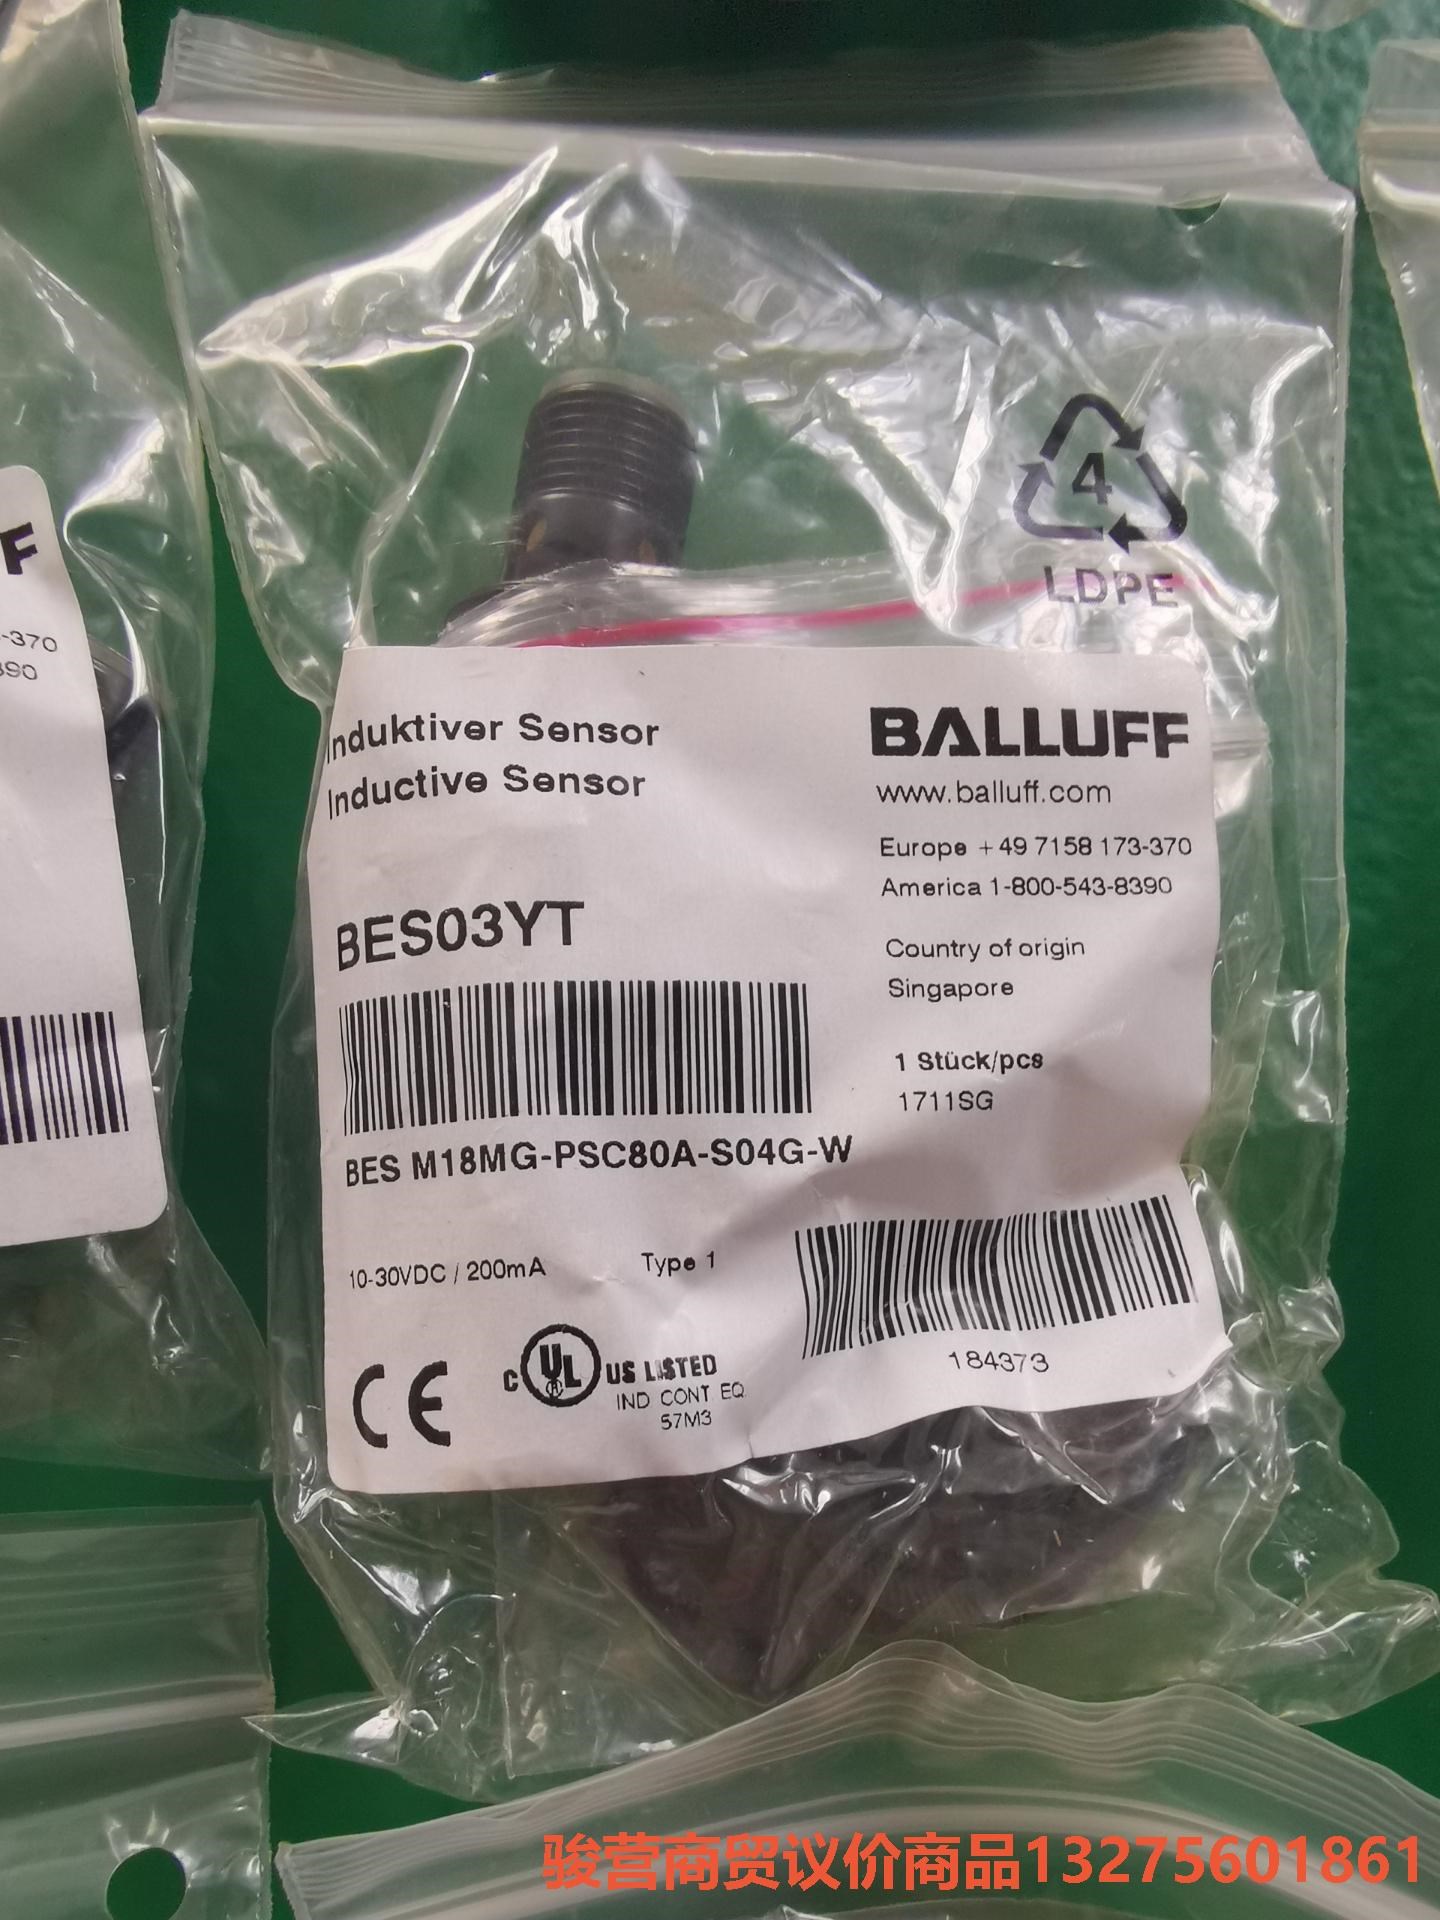 4
LDPE
Induktiver Sensor
Inductive Sensor
BALLUFF
www.balluff.com
Europe +49 7158 173-370
America 1-800-543-8390
BES03YT
Country of origin
Singapore
1 Stück/pcs
1711SG
BES M18MG-PSC80A-S04G-W
10-30VDC / 200mA
Type 1
184373
CE
C UL US LISTED
IND CONT EQ
57M3
F
-370
390
骏营商贸议价商品13275601861